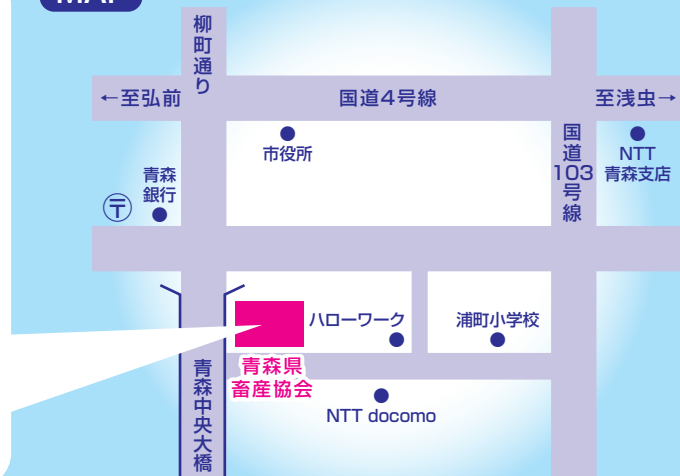 MAP
柳町通り
←至弘前
国道4号線
至浅虫→
市役所
国道103号線
NTT
青森支店
青森
銀行
〒
ハローワーク
浦町小学校
青森県
畜産協会
青森中央大橋
NTT docomo